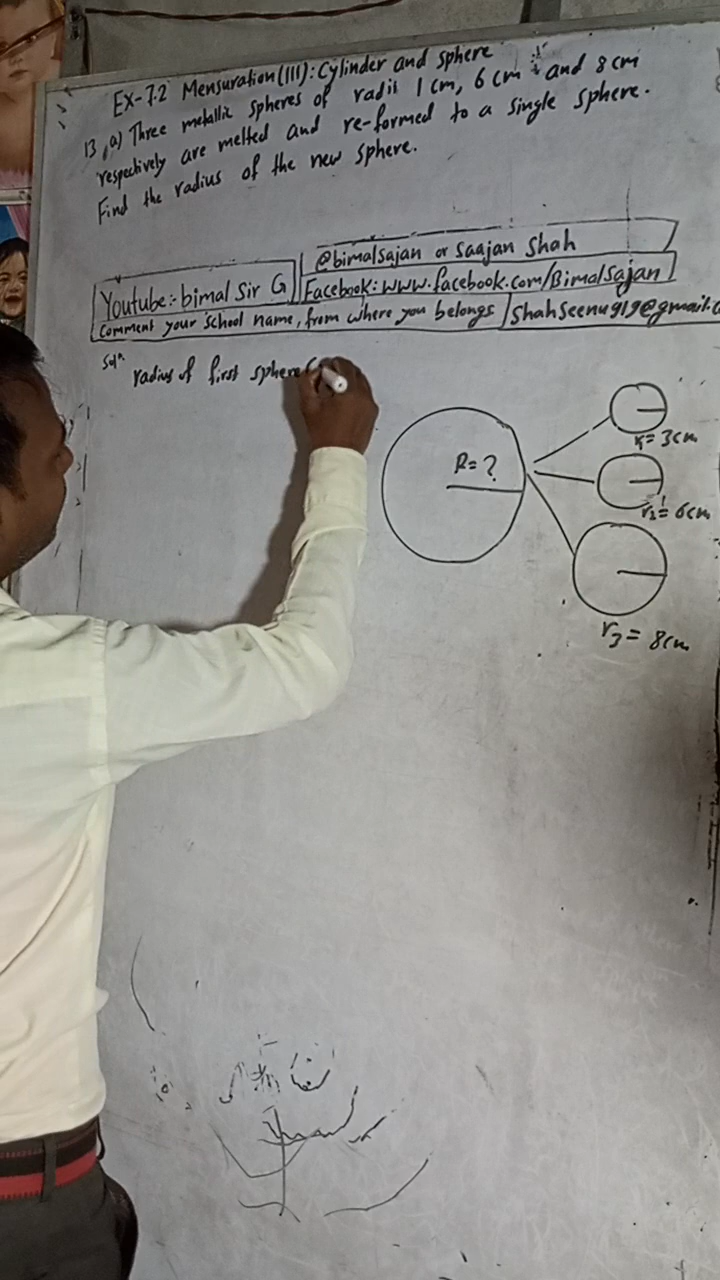 EX-7.2 Mensuration(III): Cylinder and sphere
13, a) Three metallic spheres of radii 1 cm, 6 cm and 8 cm
respectively are melted and re-formed to a single sphere.
Find the radius of the new sphere.
@bimalsajan or Saajan Shah
Youtube:- bimal Sir G
Facebook: www.facebook.com/BimalSajan
Comment your school name, from where you belongs
Shahseenu919@gmail.c
Solⁿ.
radius of first sphere (
R= ?
= 3cm
r₂= 6cm
r₃= 8cm